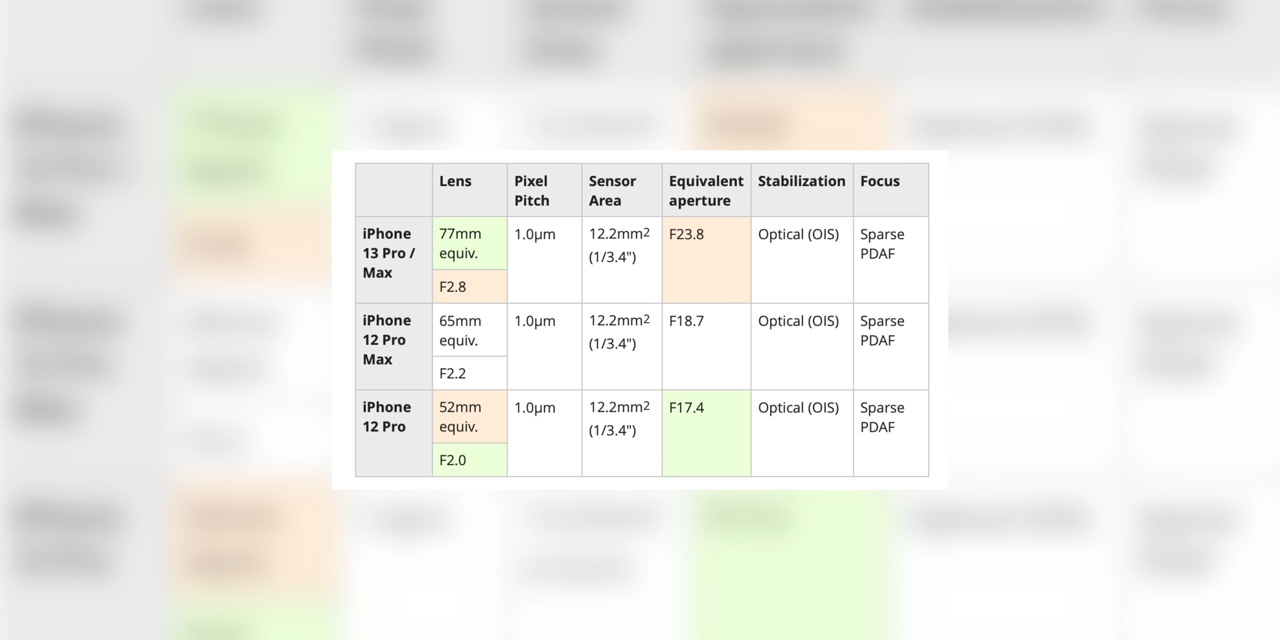 Lens
Pixel Pitch
Sensor Area
Equivalent aperture
Stabilization
Focus
iPhone 13 Pro / Max
77mm equiv.
F2.8
1.0µm
12.2mm² (1/3.4")
F23.8
Optical (OIS)
Sparse PDAF
iPhone 12 Pro Max
65mm equiv.
F2.2
1.0µm
12.2mm² (1/3.4")
F18.7
Optical (OIS)
Sparse PDAF
iPhone 12 Pro
52mm equiv.
F2.0
1.0µm
12.2mm² (1/3.4")
F17.4
Optical (OIS)
Sparse PDAF